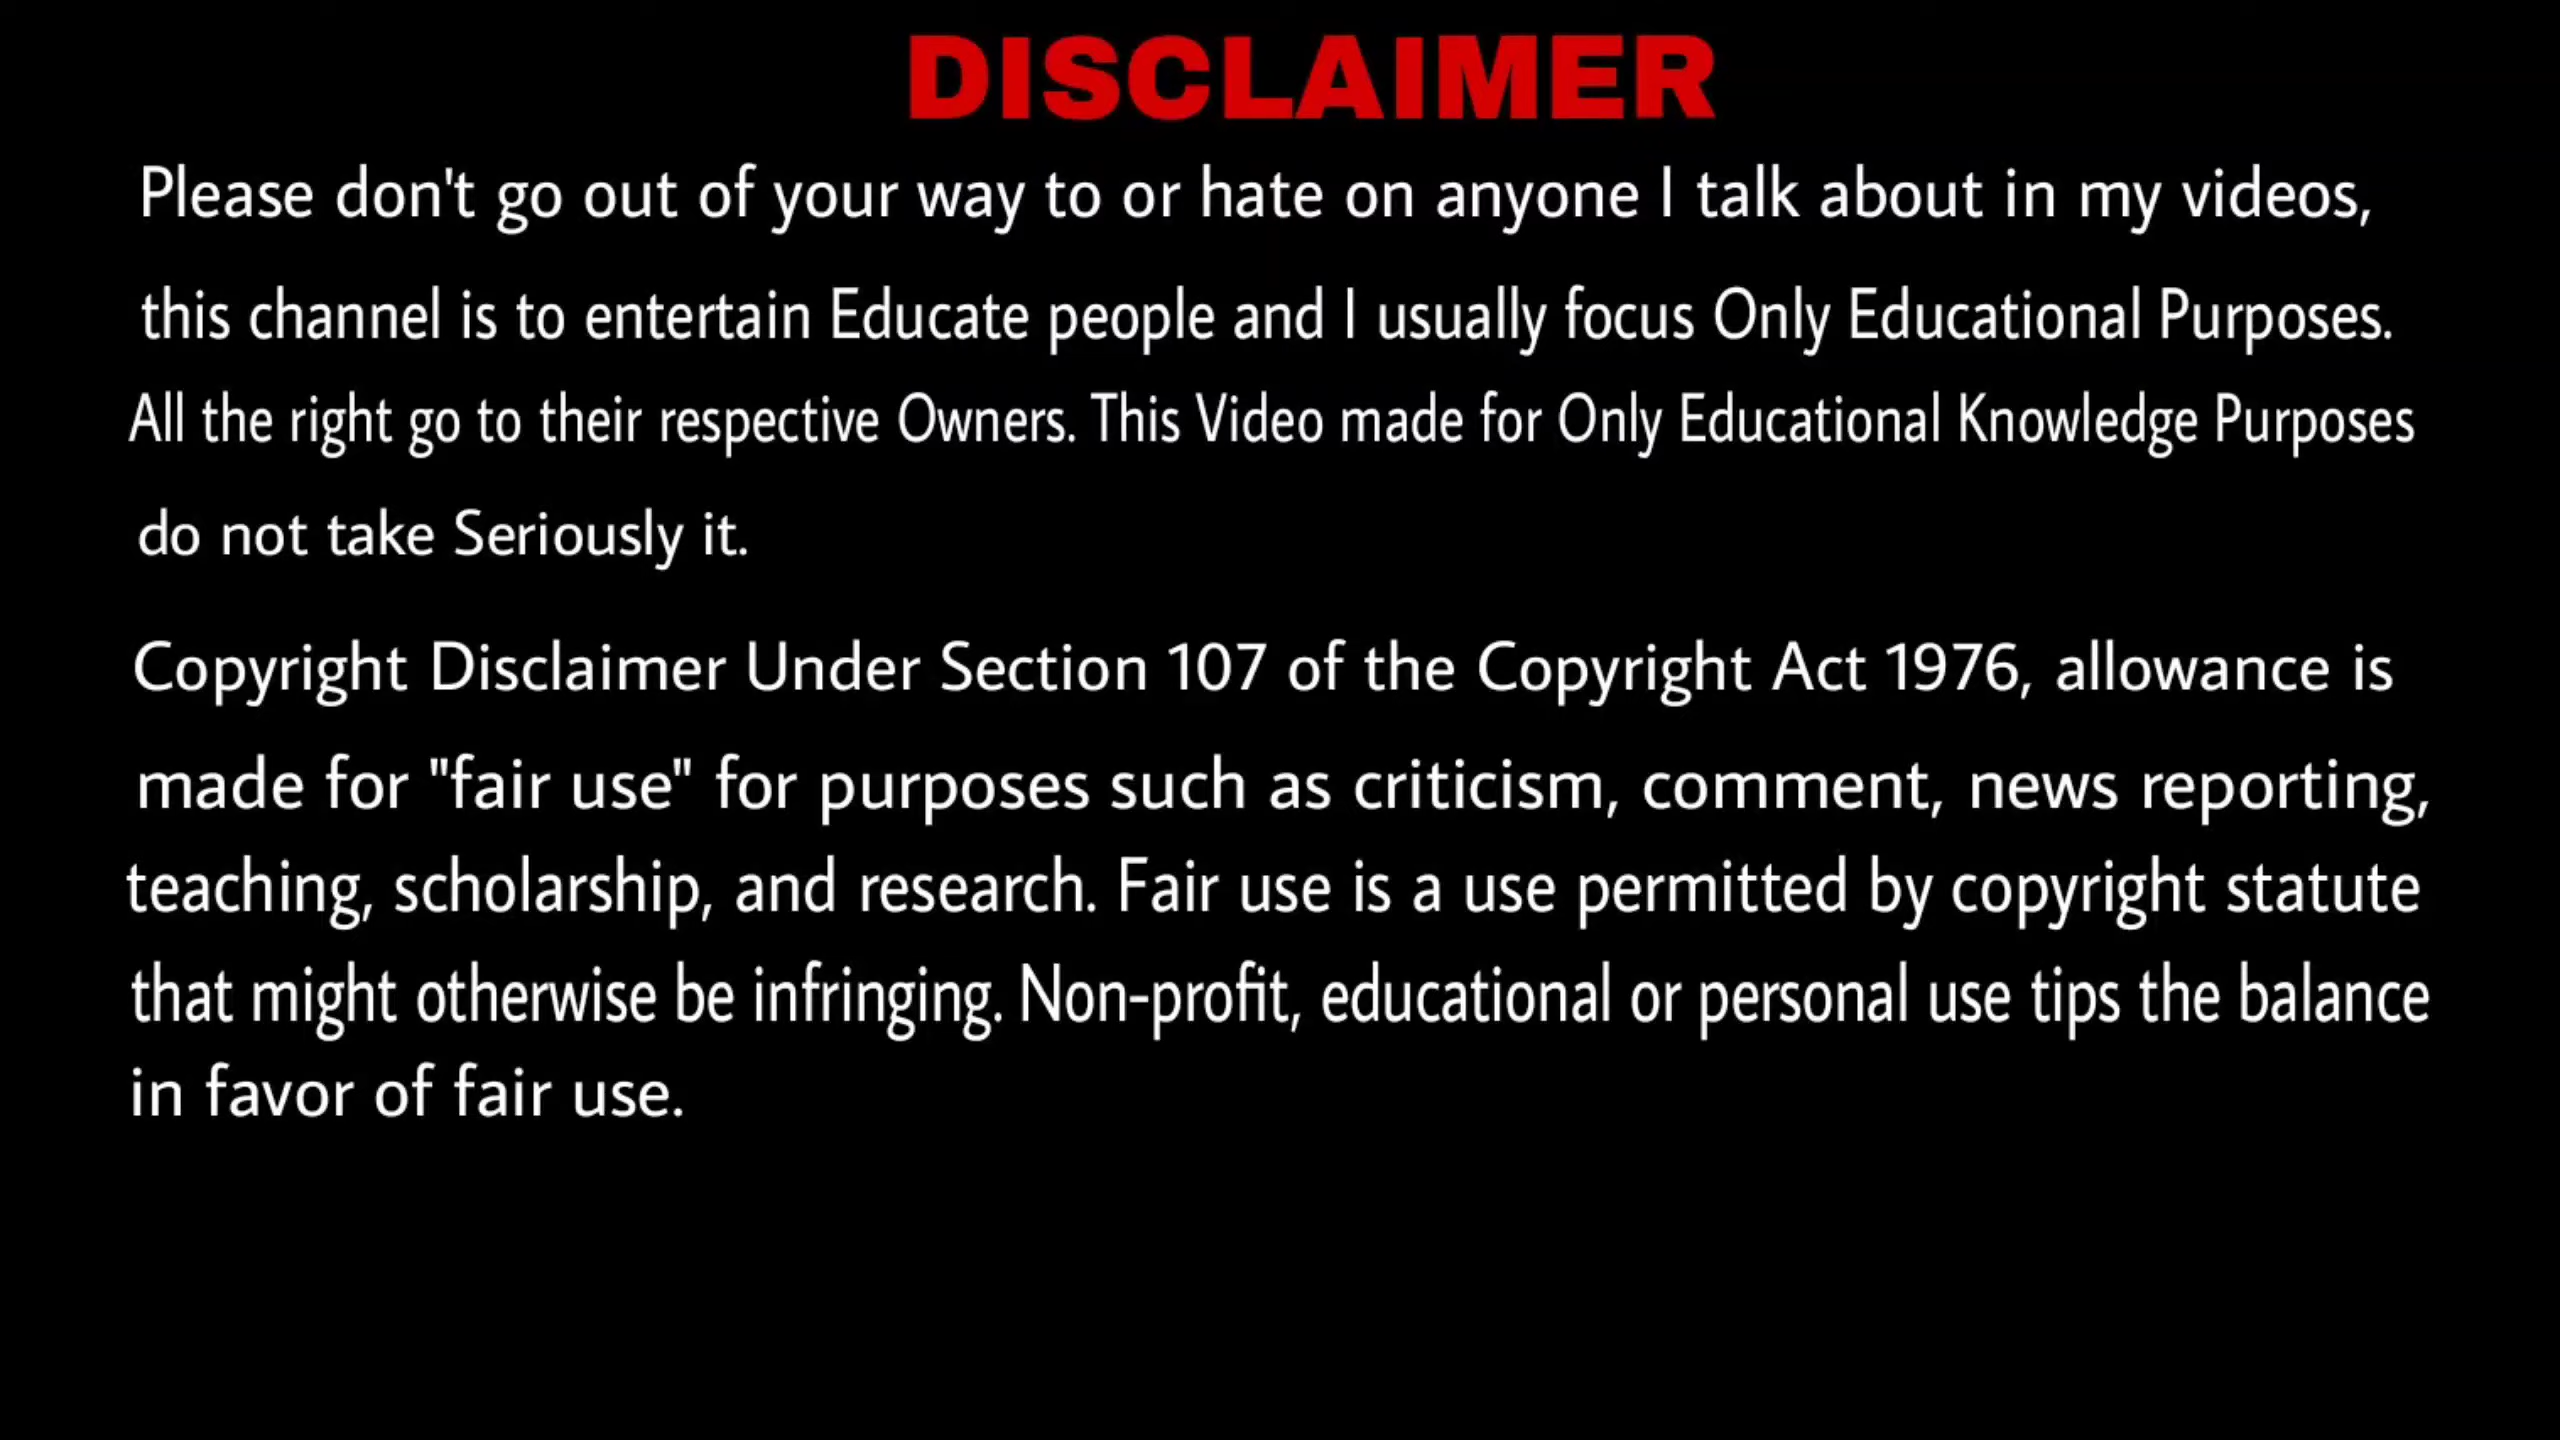 DISCLAIMER
Please don't go out of your way to or hate on anyone I talk about in my videos,
this channel is to entertain Educate people and I usually focus Only Educational Purposes.
All the right go to their respective Owners. This Video made for Only Educational Knowledge Purposes
do not take Seriously it.
Copyright Disclaimer Under Section 107 of the Copyright Act 1976, allowance is
made for "fair use" for purposes such as criticism, comment, news reporting,
teaching, scholarship, and research. Fair use is a use permitted by copyright statute
that might otherwise be infringing. Non-profit, educational or personal use tips the balance
in favor of fair use.